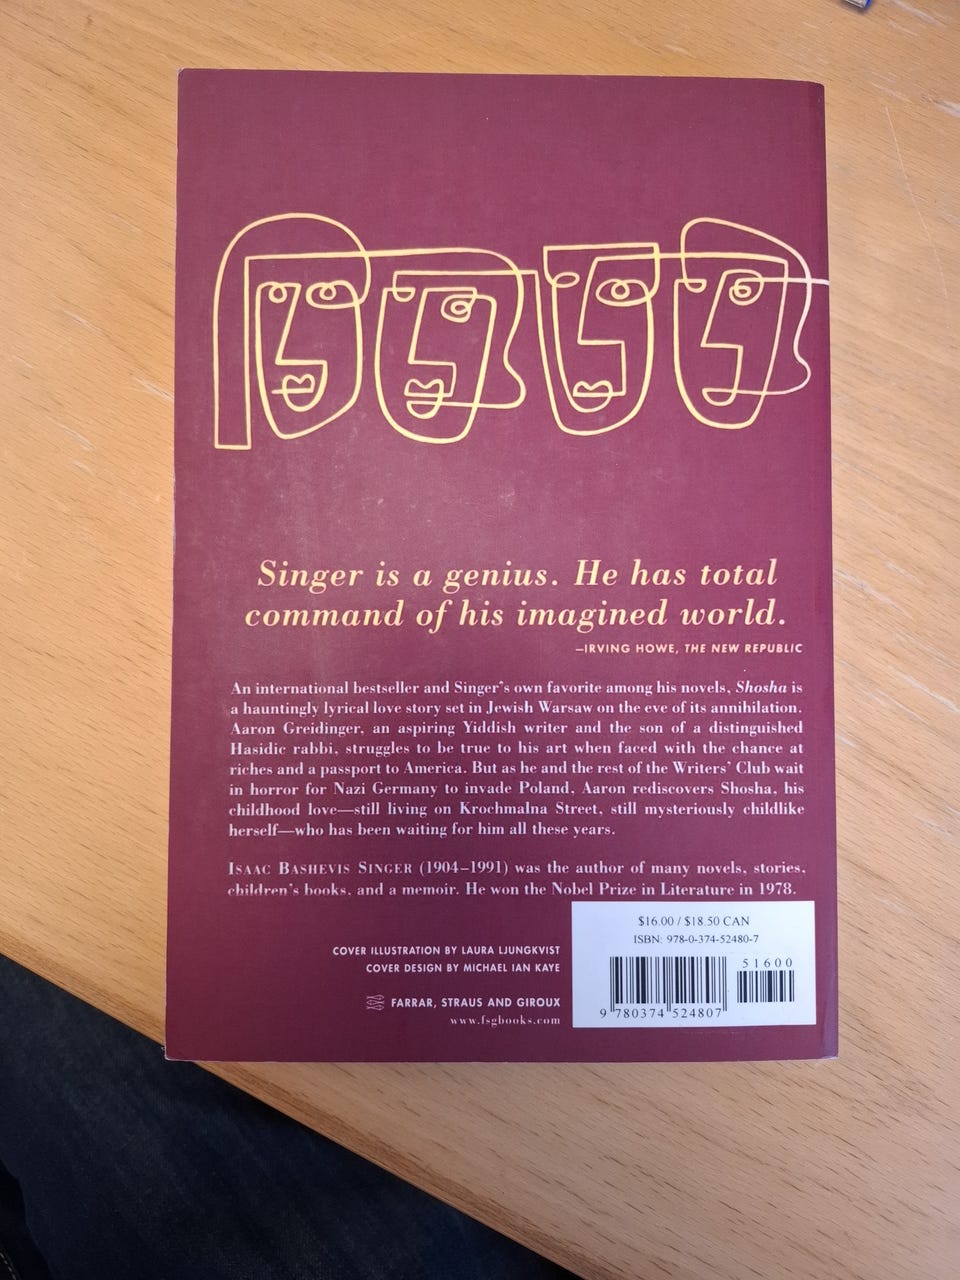 Singer is a genius. He has total
command of his imagined world.
—IRVING HOWE, THE NEW REPUBLIC
An international bestseller and Singer's own favorite among his novels, Shosha is
a hauntingly lyrical love story set in Jewish Warsaw on the eve of its annihilation.
Aaron Greidinger, an aspiring Yiddish writer and the son of a distinguished
Hasidic rabbi, struggles to be true to his art when faced with the chance at
riches and a passport to America. But as he and the rest of the Writers' Club wait
in horror for Nazi Germany to invade Poland, Aaron rediscovers Shosha, his
childhood love—still living on Krochmalna Street, still mysteriously childlike
herself—who has been waiting for him all these years.
ISAAC BASHEVIS SINGER (1904–1991) was the author of many novels, stories,
children's books, and a memoir. He won the Nobel Prize in Literature in 1978.
$16.00 / $18.50 CAN
ISBN: 978-0-374-52480-7
51600
9 780374 524807
COVER ILLUSTRATION BY LAURA LJUNGKVIST
COVER DESIGN BY MICHAEL IAN KAYE
FARRAR, STRAUS AND GIROUX
www.fsgbooks.com